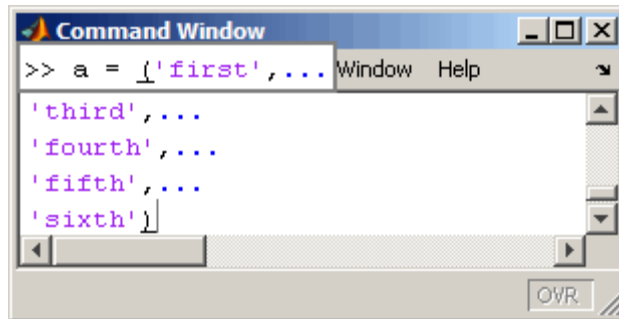 Command Window
>> a = ('first',... Window Help
'third',...
'fourth',...
'fifth',...
'sixth')
OVR